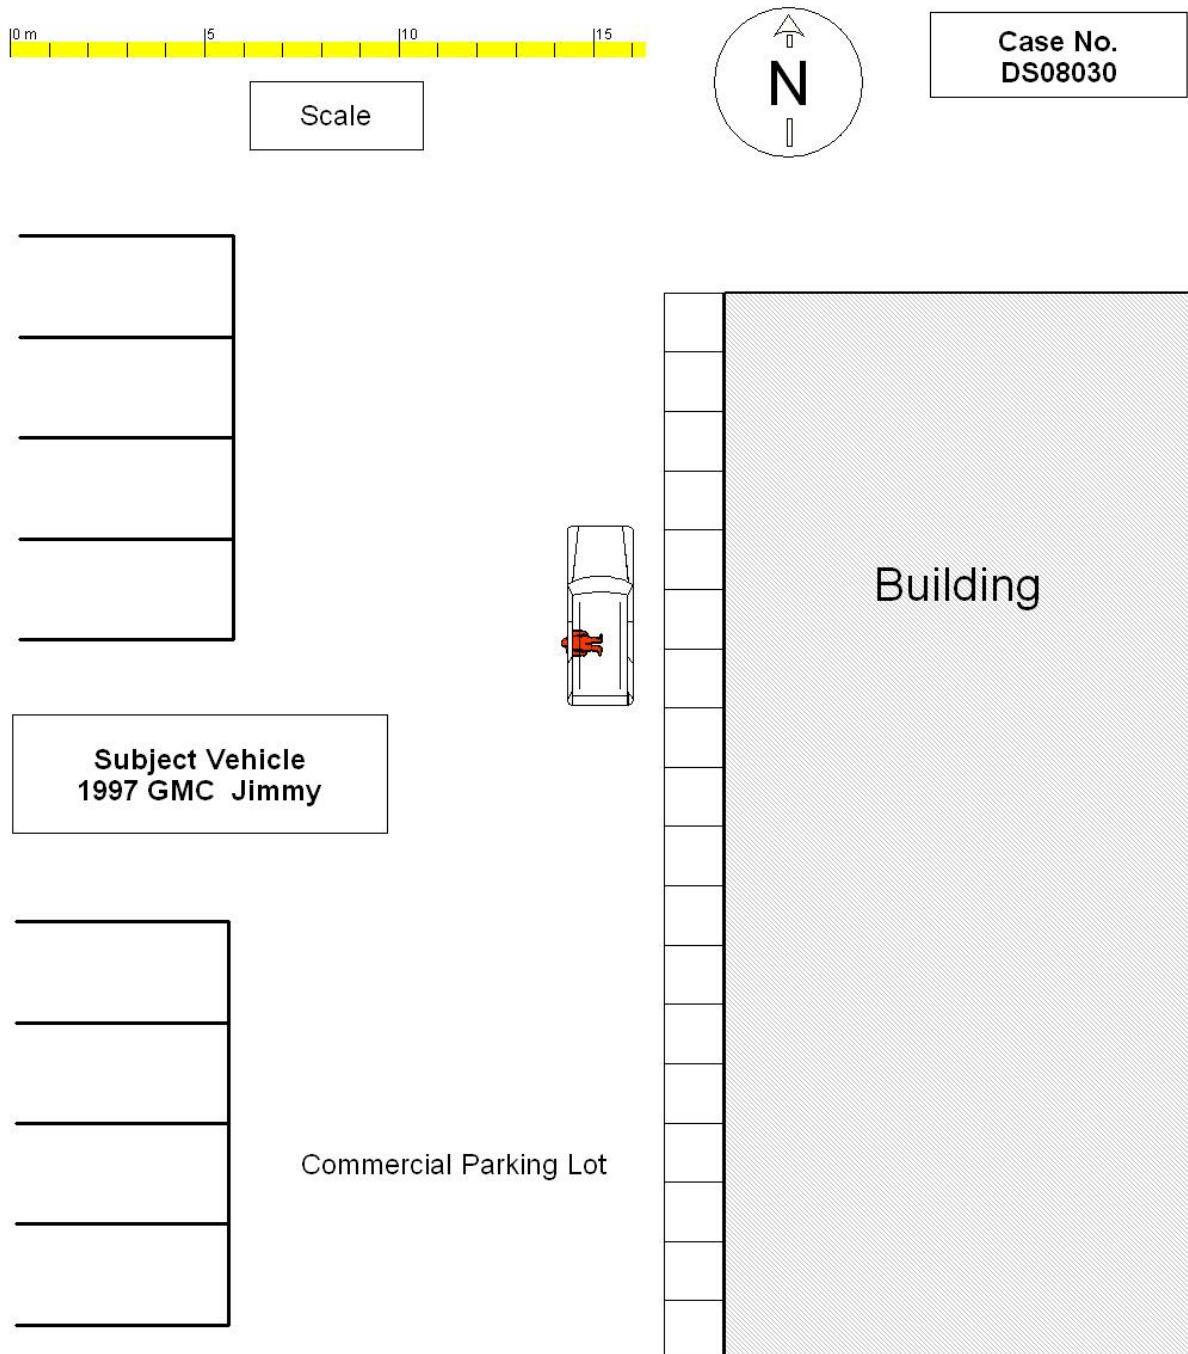 0 m 5 10 15
Scale
N
Case No.
DS08030
Building
Subject Vehicle
1997 GMC  Jimmy
Commercial Parking Lot